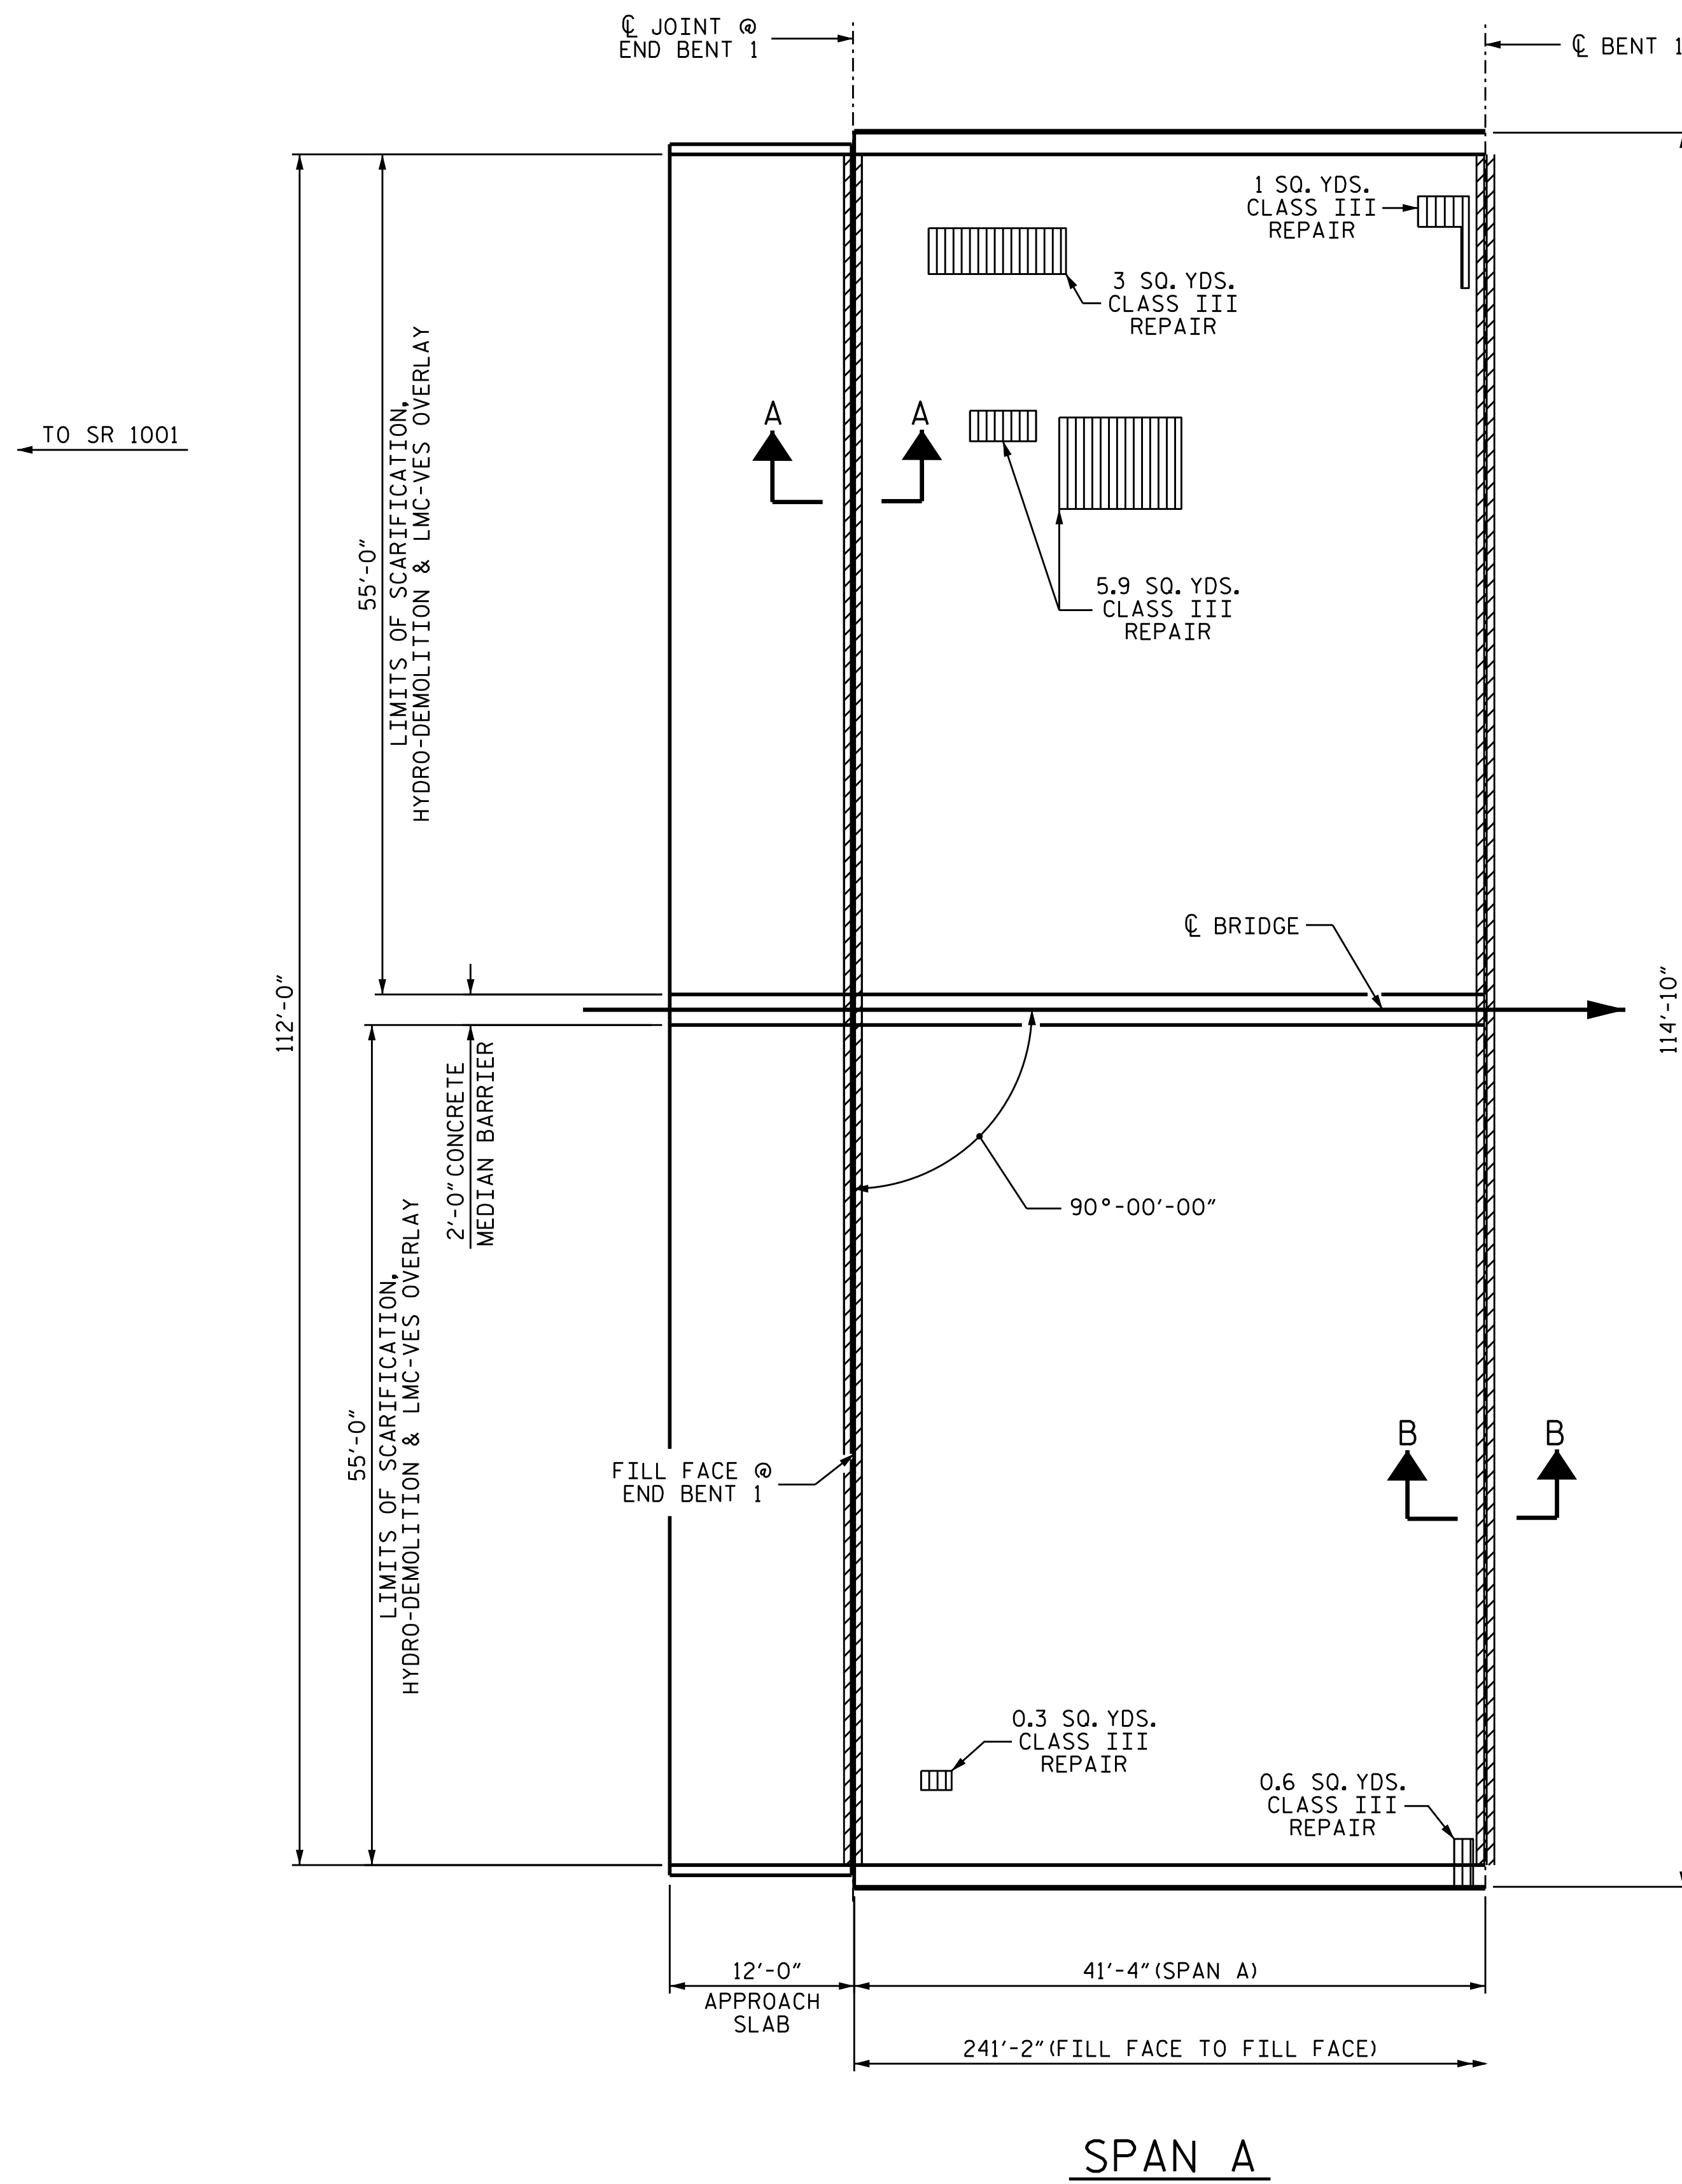 ℄ JOINT @
END BENT 1
℄ BENT 1
1 SQ. YDS.
CLASS III
REPAIR
3 SQ. YDS.
CLASS III
REPAIR
A
A
TO SR 1001
55'-0"
LIMITS OF SCARIFICATION,
HYDRO-DEMOLITION & LMC-VES OVERLAY
5.9 SQ. YDS.
CLASS III
REPAIR
℄ BRIDGE
112'-0"
114'-10"
2'-0" CONCRETE
MEDIAN BARRIER
90°-00'-00"
55'-0"
LIMITS OF SCARIFICATION,
HYDRO-DEMOLITION & LMC-VES OVERLAY
B
B
FILL FACE @
END BENT 1
0.3 SQ. YDS.
CLASS III
REPAIR
0.6 SQ. YDS.
CLASS III
REPAIR
12'-0"
APPROACH
SLAB
41'-4" (SPAN A)
241'-2" (FILL FACE TO FILL FACE)
SPAN A